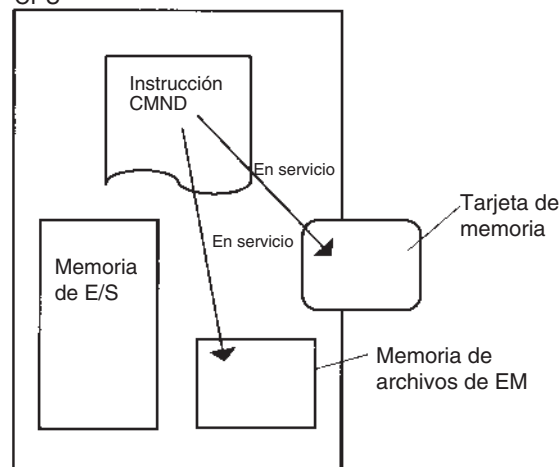 Instrucción
CMND
En servicio
Tarjeta de
memoria
En servicio
Memoria
de E/S
Memoria de
archivos de EM